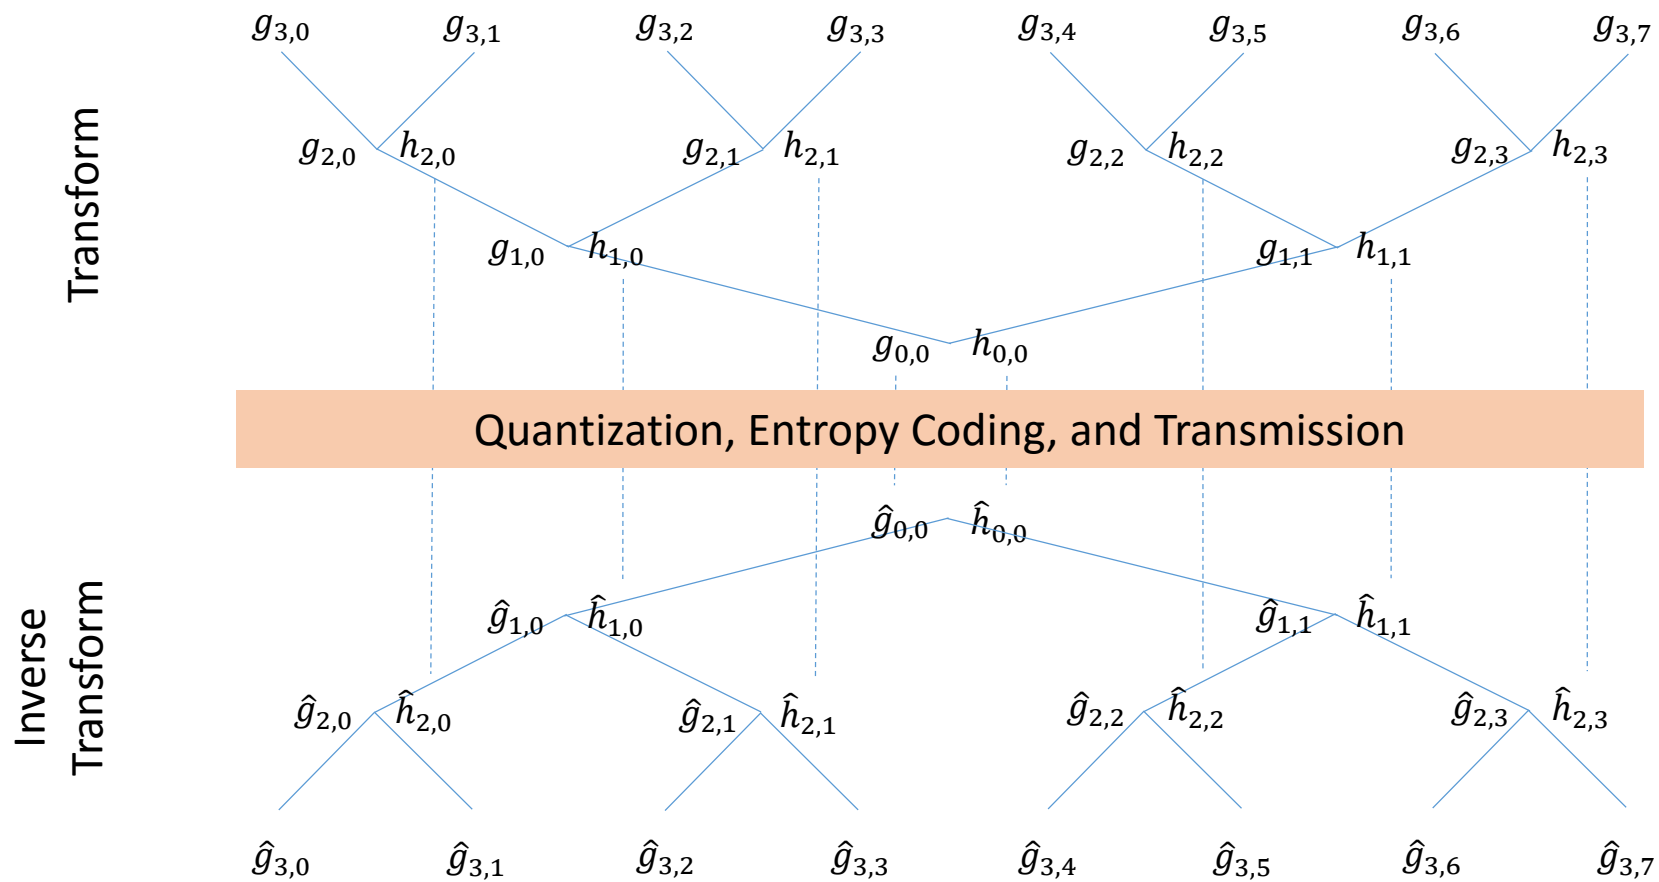 g3,0 g3,1 g3,2 g3,3 g3,4 g3,5 g3,6 g3,7
Transform
g2,0 h2,0 g2,1 h2,1 g2,2 h2,2 g2,3 h2,3
g1,0 h1,0 g1,1 h1,1
g0,0 h0,0
Quantization, Entropy Coding, and Transmission
ĝ0,0 ĥ0,0
Inverse
Transform
ĝ1,0 ĥ1,0 ĝ1,1 ĥ1,1
ĝ2,0 ĥ2,0 ĝ2,1 ĥ2,1 ĝ2,2 ĥ2,2 ĝ2,3 ĥ2,3
ĝ3,0 ĝ3,1 ĝ3,2 ĝ3,3 ĝ3,4 ĝ3,5 ĝ3,6 ĝ3,7